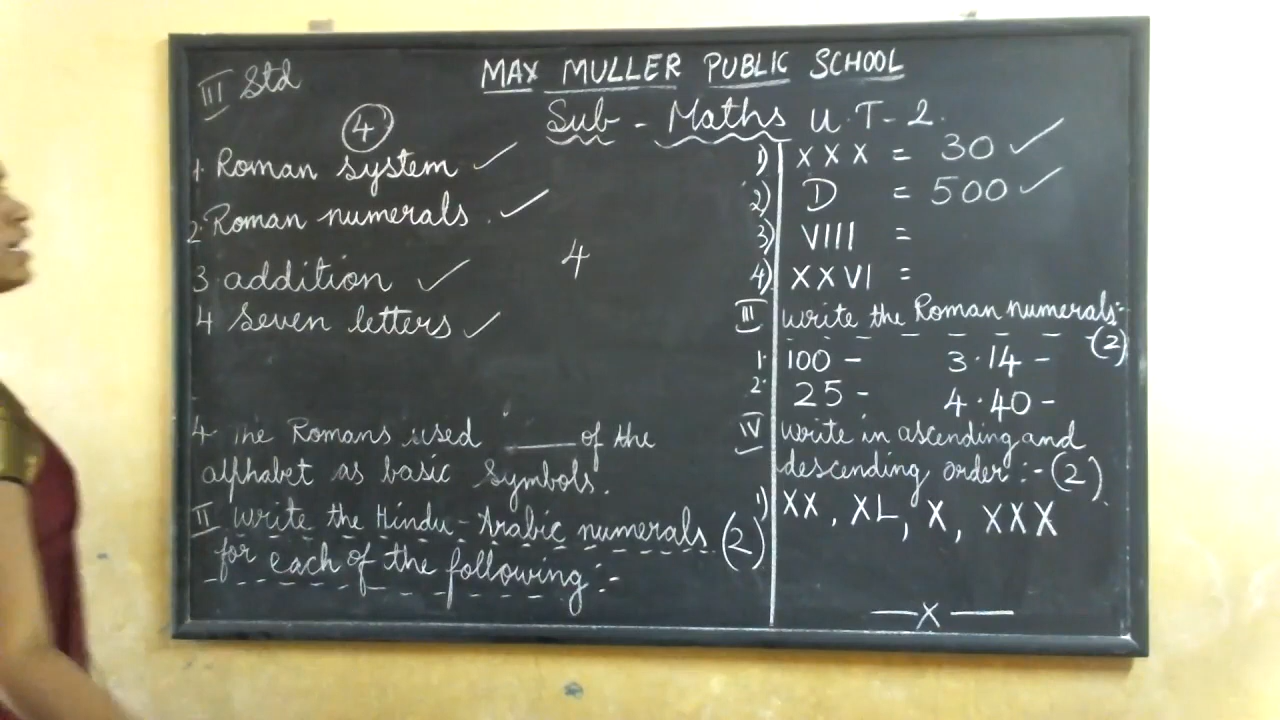 III Std
MAX MULLER PUBLIC SCHOOL
Sub - Maths U.T-2.
4
1. Roman system ✓
2. Roman numerals. ✓
3 addition ✓
4
4 Seven letters ✓
4. The Romans used ____ of the
alphabet as basic symbols.
II write the Hindu-Arabic numerals (2)
for each of the following:-
1) XXX = 30 ✓
2) D = 500 ✓
3) VIII =
4) XXVI =
III write the Roman numerals:-
(2)
1. 100 - 3.14 -
2. 25 - 4.40 -
IV write in ascending and
descending order:- (2)
1) XX, XL, X, XXX
—x—